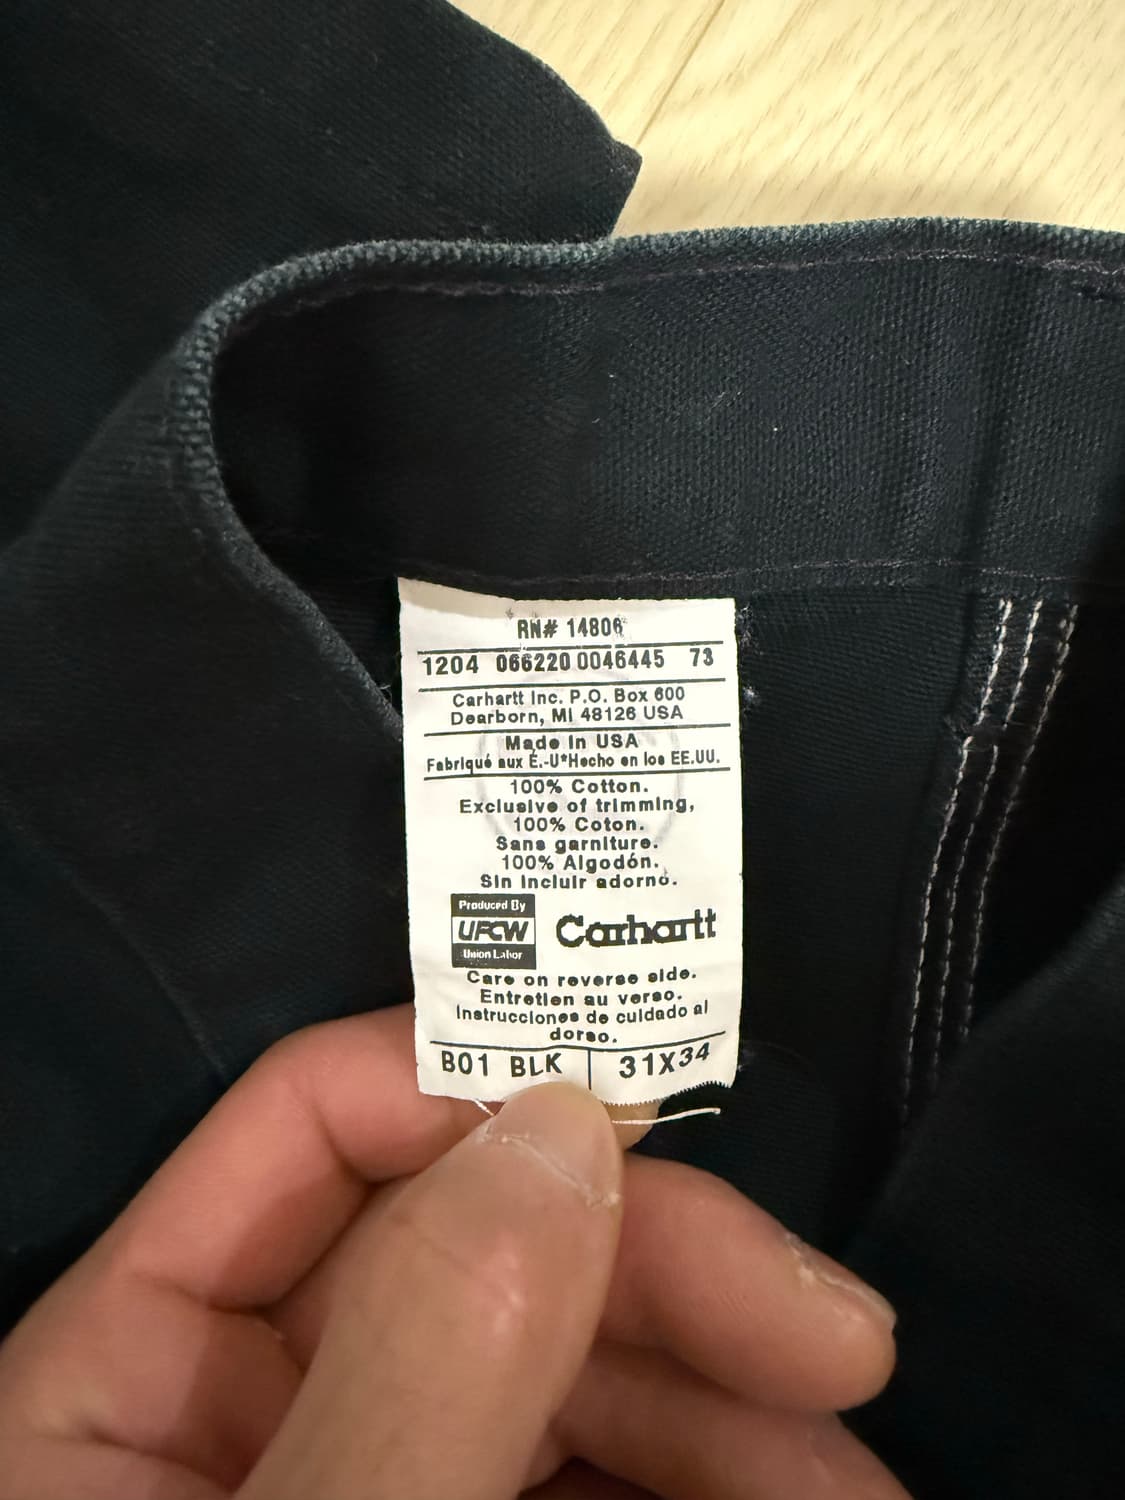 RN# 14806
1204 066220 0046445 73
Carhartt Inc. P.O. Box 600
Dearborn, MI 48126 USA
Made In USA
Fabriqué aux É.-U*Hecho en los EE.UU.
100% Cotton.
Exclusive of trimming,
100% Coton.
Sans garniture.
100% Algodón.
Sin Incluir adorno.
Produced By
UFCW
Union Labor
Carhartt
Care on reverse side.
Entretien au verso.
Instrucciones de cuidado al
dorso.
B01 BLK 31X34